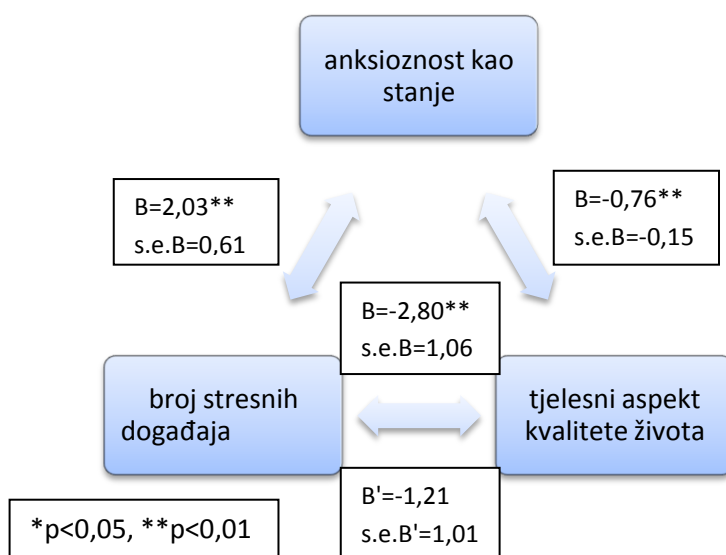 anksioznost kao
stanje
B=2,03**
s.e.B=0,61
B=-0,76**
s.e.B=-0,15
B=-2,80**
s.e.B=1,06
broj stresnih
događaja
tjelesni aspekt
kvalitete života
B'=-1,21
s.e.B'=1,01
*p<0,05, **p<0,01